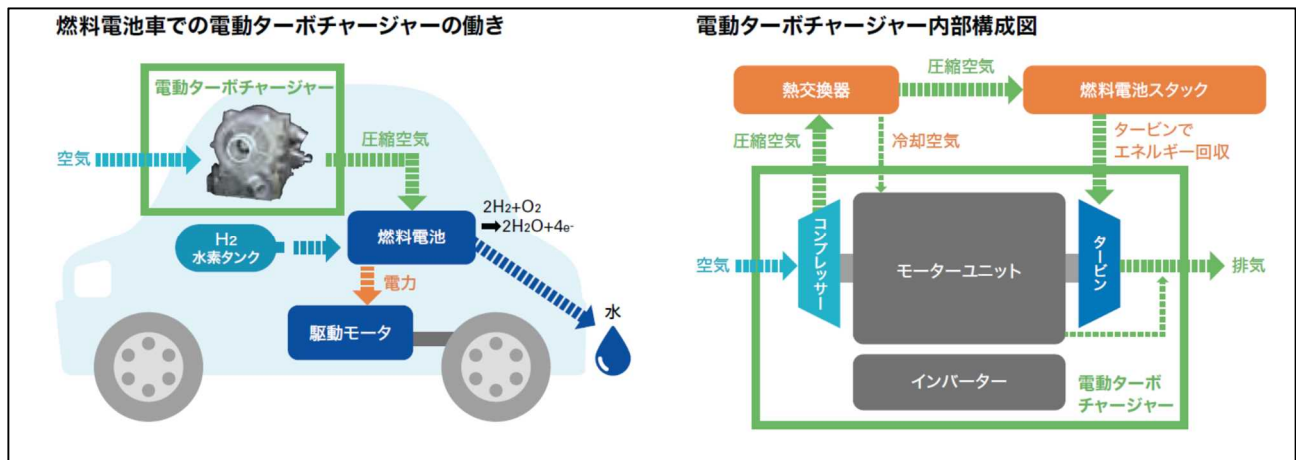 燃料電池車での電動ターボチャージャーの働き
電動ターボチャージャー
空気
圧縮空気
H2
水素タンク
燃料電池
2H2+O2
➡2H2O+4e-
電力
駆動モータ
水
電動ターボチャージャー内部構成図
熱交換器
圧縮空気
燃料電池スタック
圧縮空気
冷却空気
タービンで
エネルギー回収
空気
コンプレッサー
モーターユニット
タービン
排気
インバーター
電動ターボ
チャージャー